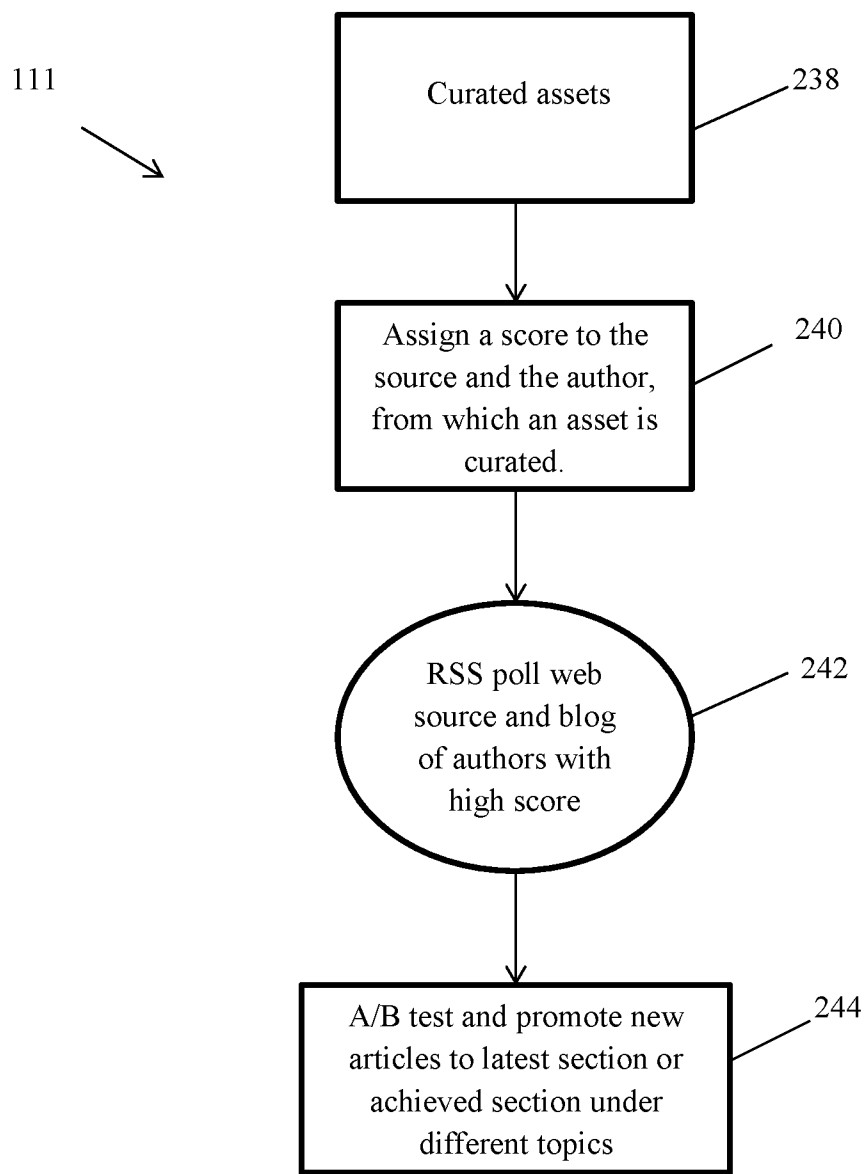 111
Curated assets
238
Assign a score to the
source and the author,
from which an asset is
curated.
240
RSS poll web
source and blog
of authors with
high score
242
A/B test and promote new
articles to latest section or
achieved section under
different topics
244